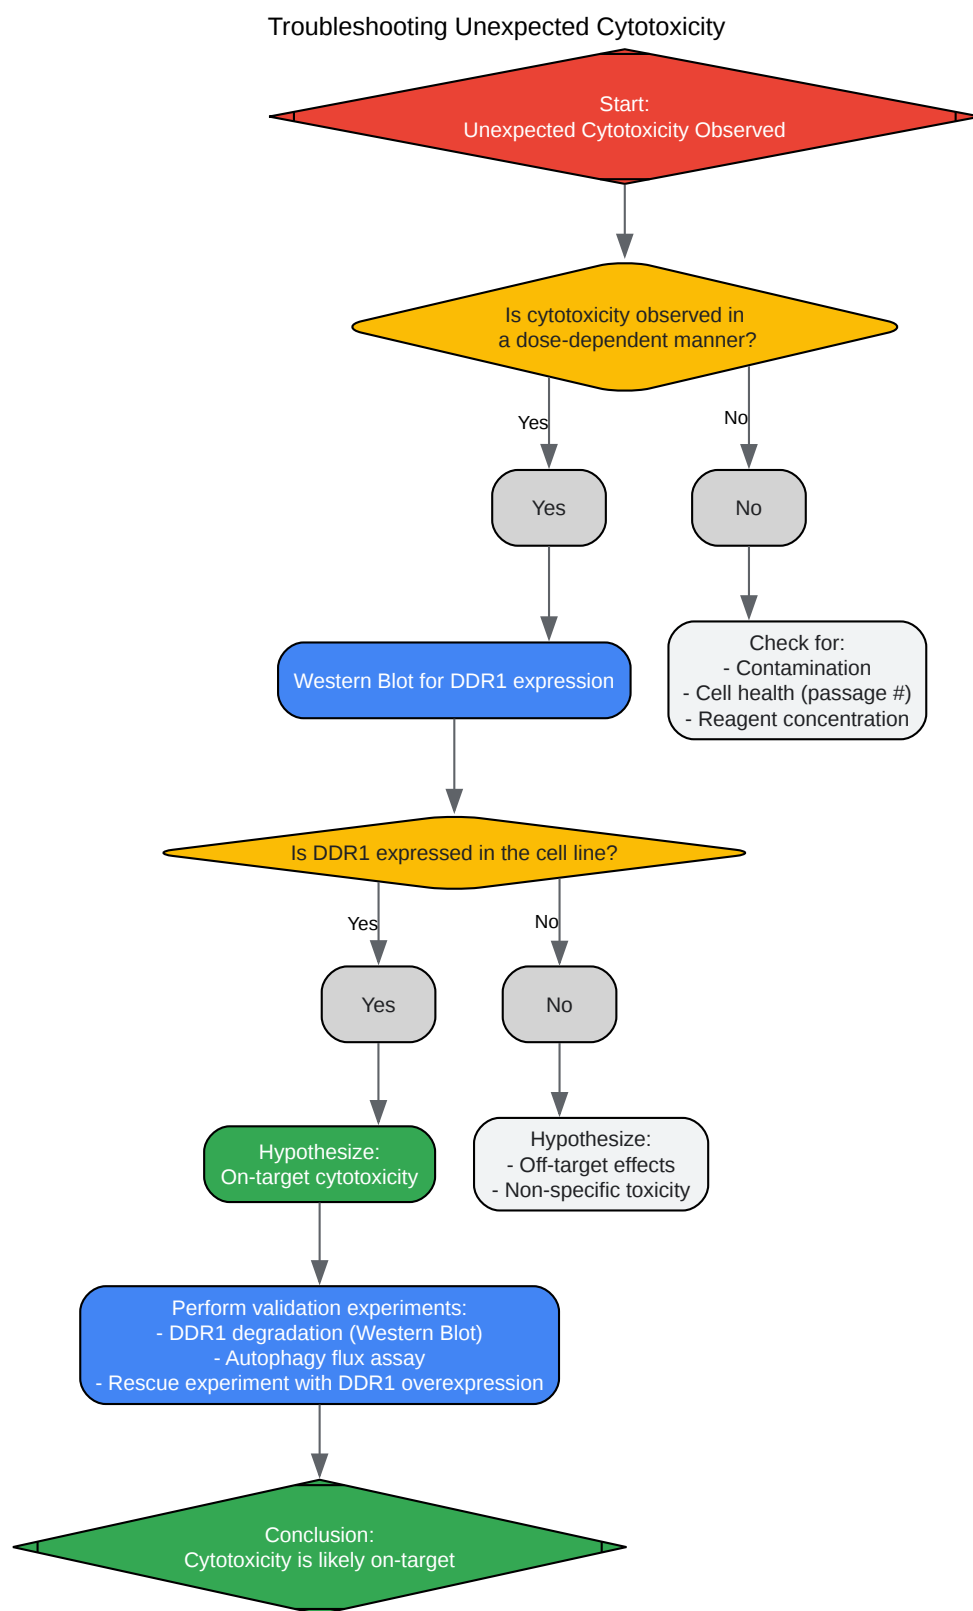 Troubleshooting Unexpected Cytotoxicity
Start:
Unexpected Cytotoxicity Observed
Is cytotoxicity observed in
a dose-dependent manner?
Yes
No
Yes
No
Western Blot for DDR1 expression
Check for:
- Contamination
- Cell health (passage #)
- Reagent concentration
Is DDR1 expressed in the cell line?
Yes
No
Yes
No
Hypothesize:
On-target cytotoxicity
Hypothesize:
- Off-target effects
- Non-specific toxicity
Perform validation experiments:
- DDR1 degradation (Western Blot)
- Autophagy flux assay
- Rescue experiment with DDR1 overexpression
Conclusion:
Cytotoxicity is likely on-target